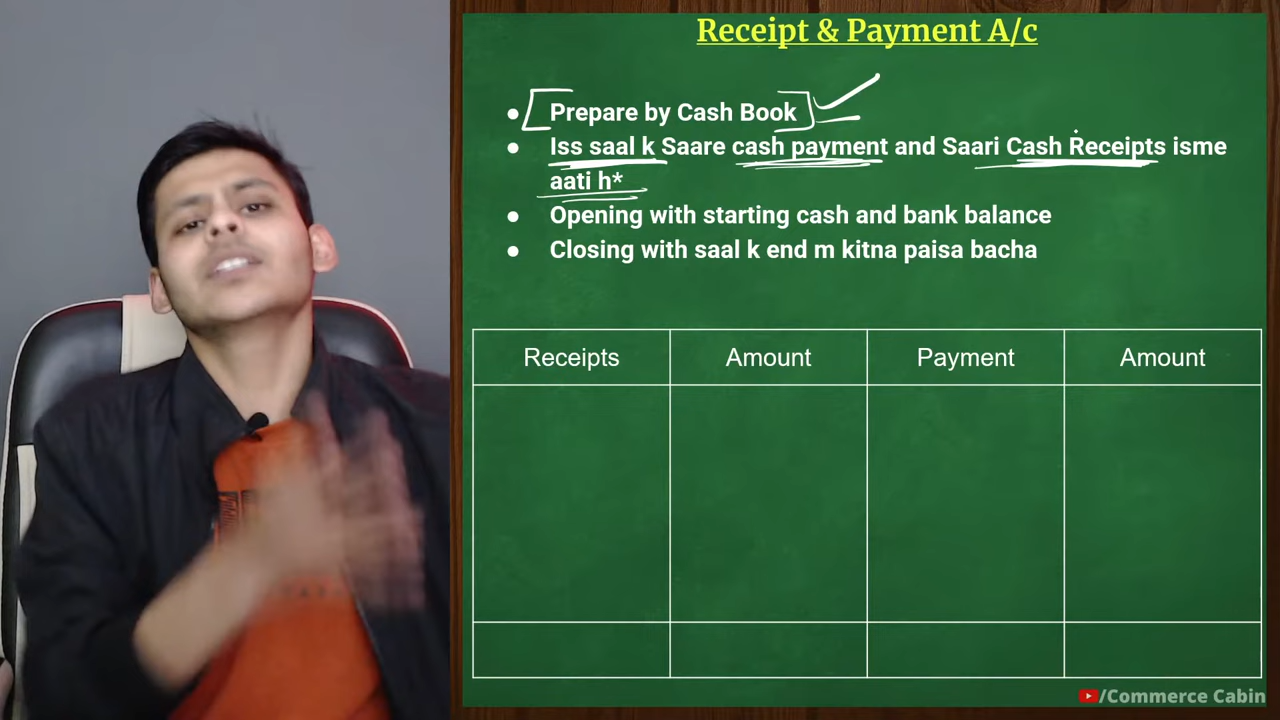 Receipt & Payment A/c
● Prepare by Cash Book
● Iss saal k Saare cash payment and Saari Cash Receipts isme
aati h*
● Opening with starting cash and bank balance
● Closing with saal k end m kitna paisa bacha
Receipts Amount Payment Amount
/Commerce Cabin